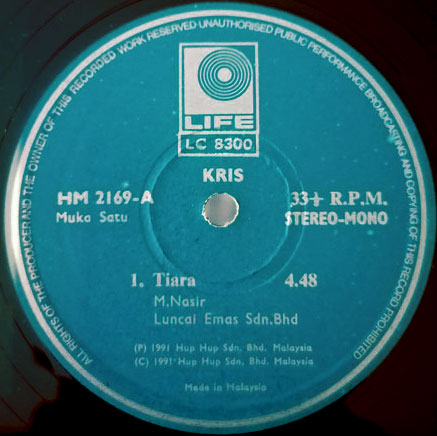 ALL RIGHTS OF THE PRODUCER AND THE OWNER OF THIS RECORDED WORK RESERVED·UNAUTHORISED PUBLIC PERFORMANCE BROADCASTING AND COPYING OF THIS RECORD PROHIBITED
LIFE
LC 8300
KRIS
HM 2169-A
33⅓ R.P.M.
Muka Satu
STEREO-MONO
1. Tiara 4.48
M.Nasir
Luncai Emas Sdn.Bhd
(P) 1991 Hup Hup Sdn. Bhd. Malaysia
(C) 1991 Hup Hup Sdn. Bhd. Malaysia
Made in Malaysia